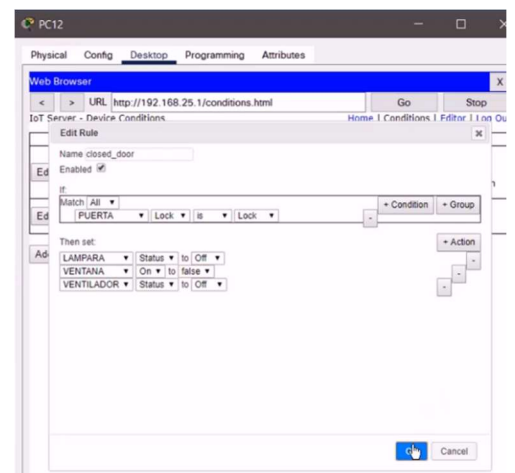 PC12
Physical Config Desktop Programming Attributes
Web Browser X
< > URL http://192.168.25.1/conditions.html Go Stop
IoT Server - Device Conditions Home | Conditions | Editor | Log Ou
Edit Rule
Name closed_door
Enabled
If:
Match All + Condition + Group
PUERTA Lock is Lock -
Then set: + Action
LAMPARA Status to Off -
VENTANA On to false -
VENTILADOR Status to Off -
Ed
Ed
Ad
Cancel